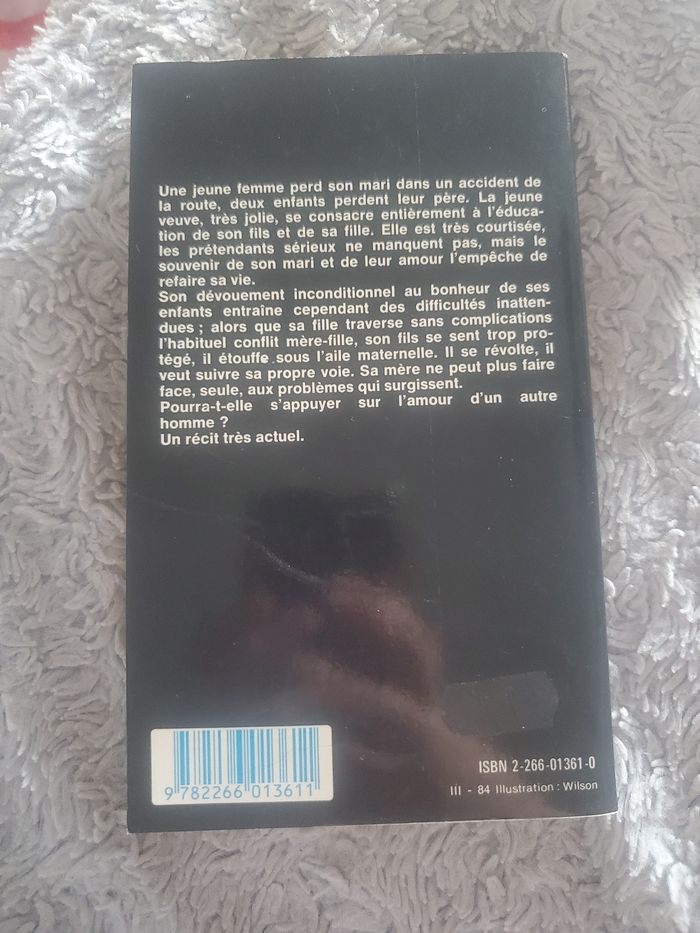 Une jeune femme perd son mari dans un accident de
la route, deux enfants perdent leur père. La jeune
veuve, très jolie, se consacre entièrement à l'éduca-
tion de son fils et de sa fille. Elle est très courtisée,
les prétendants sérieux ne manquent pas, mais le
souvenir de son mari et de leur amour l'empêche de
refaire sa vie.
Son dévouement inconditionnel au bonheur de ses
enfants entraîne cependant des difficultés inatten-
dues ; alors que sa fille traverse sans complications
l'habituel conflit mère-fille, son fils se sent trop pro-
tégé, il étouffe sous l'aile maternelle. Il se révolte, il
veut suivre sa propre voie. Sa mère ne peut plus faire
face, seule, aux problèmes qui surgissent.
Pourra-t-elle s'appuyer sur l'amour d'un autre
homme ?
Un récit très actuel.
ISBN 2-266-01361-0
9 782266 013611
III - 84 Illustration : Wilson